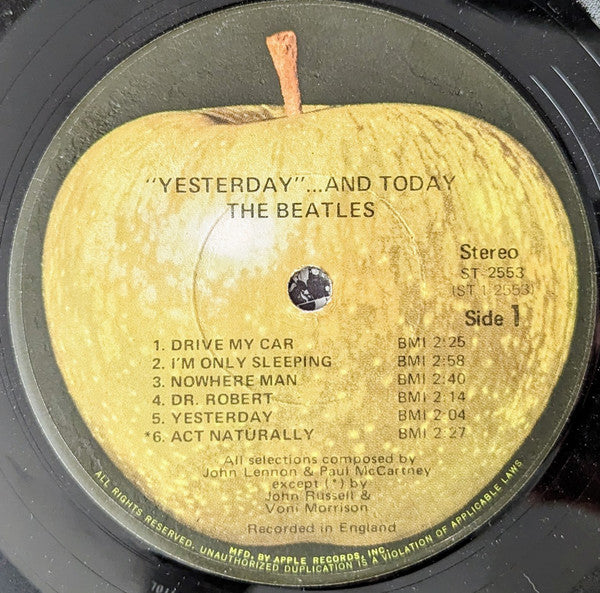 "YESTERDAY"...AND TODAY
THE BEATLES
Stereo
ST 2553
(ST 1 2553)
Side 1
1. DRIVE MY CAR BMI 2:25
2. I'M ONLY SLEEPING BMI 2:58
3. NOWHERE MAN BMI 2:40
4. DR. ROBERT BMI 2:14
5. YESTERDAY BMI 2:04
*6. ACT NATURALLY BMI 2:27
All selections composed by
John Lennon & Paul McCartney
except (*) by
John Russell &
Voni Morrison
Recorded in England
MFD. BY APPLE RECORDS, INC.
ALL RIGHTS RESERVED. UNAUTHORIZED DUPLICATION IS A VIOLATION OF APPLICABLE LAWS